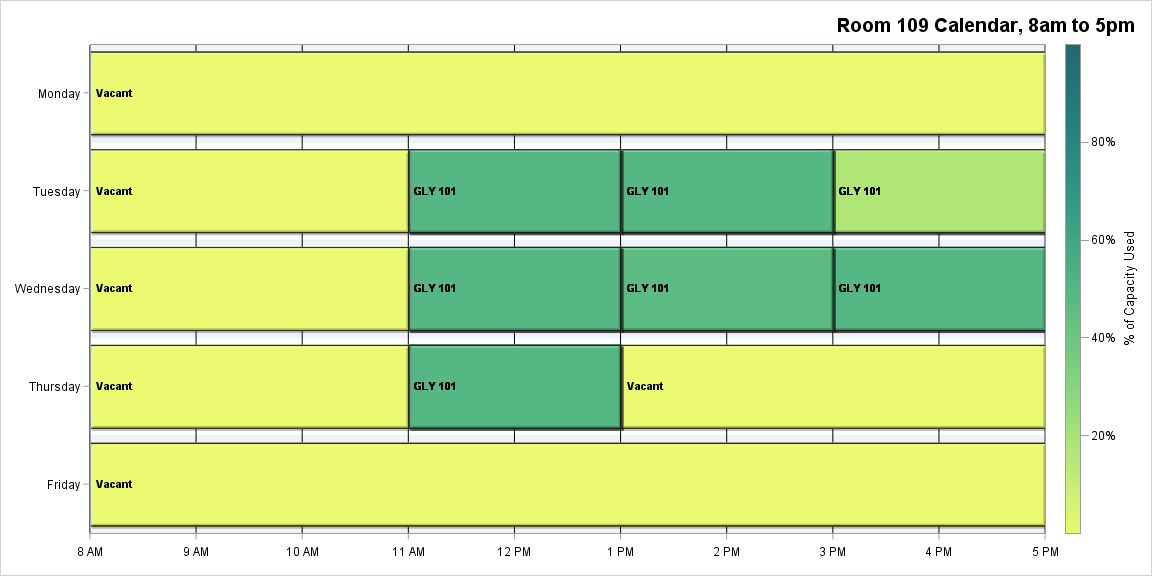 Room 109 Calendar, 8am to 5pm
Monday
Vacant
Tuesday
Vacant
GLY 101
GLY 101
GLY 101
Wednesday
Vacant
GLY 101
GLY 101
GLY 101
Thursday
Vacant
GLY 101
Vacant
Friday
Vacant
8 AM
9 AM
10 AM
11 AM
12 PM
1 PM
2 PM
3 PM
4 PM
5 PM
80%
60%
40%
20%
% of Capacity Used